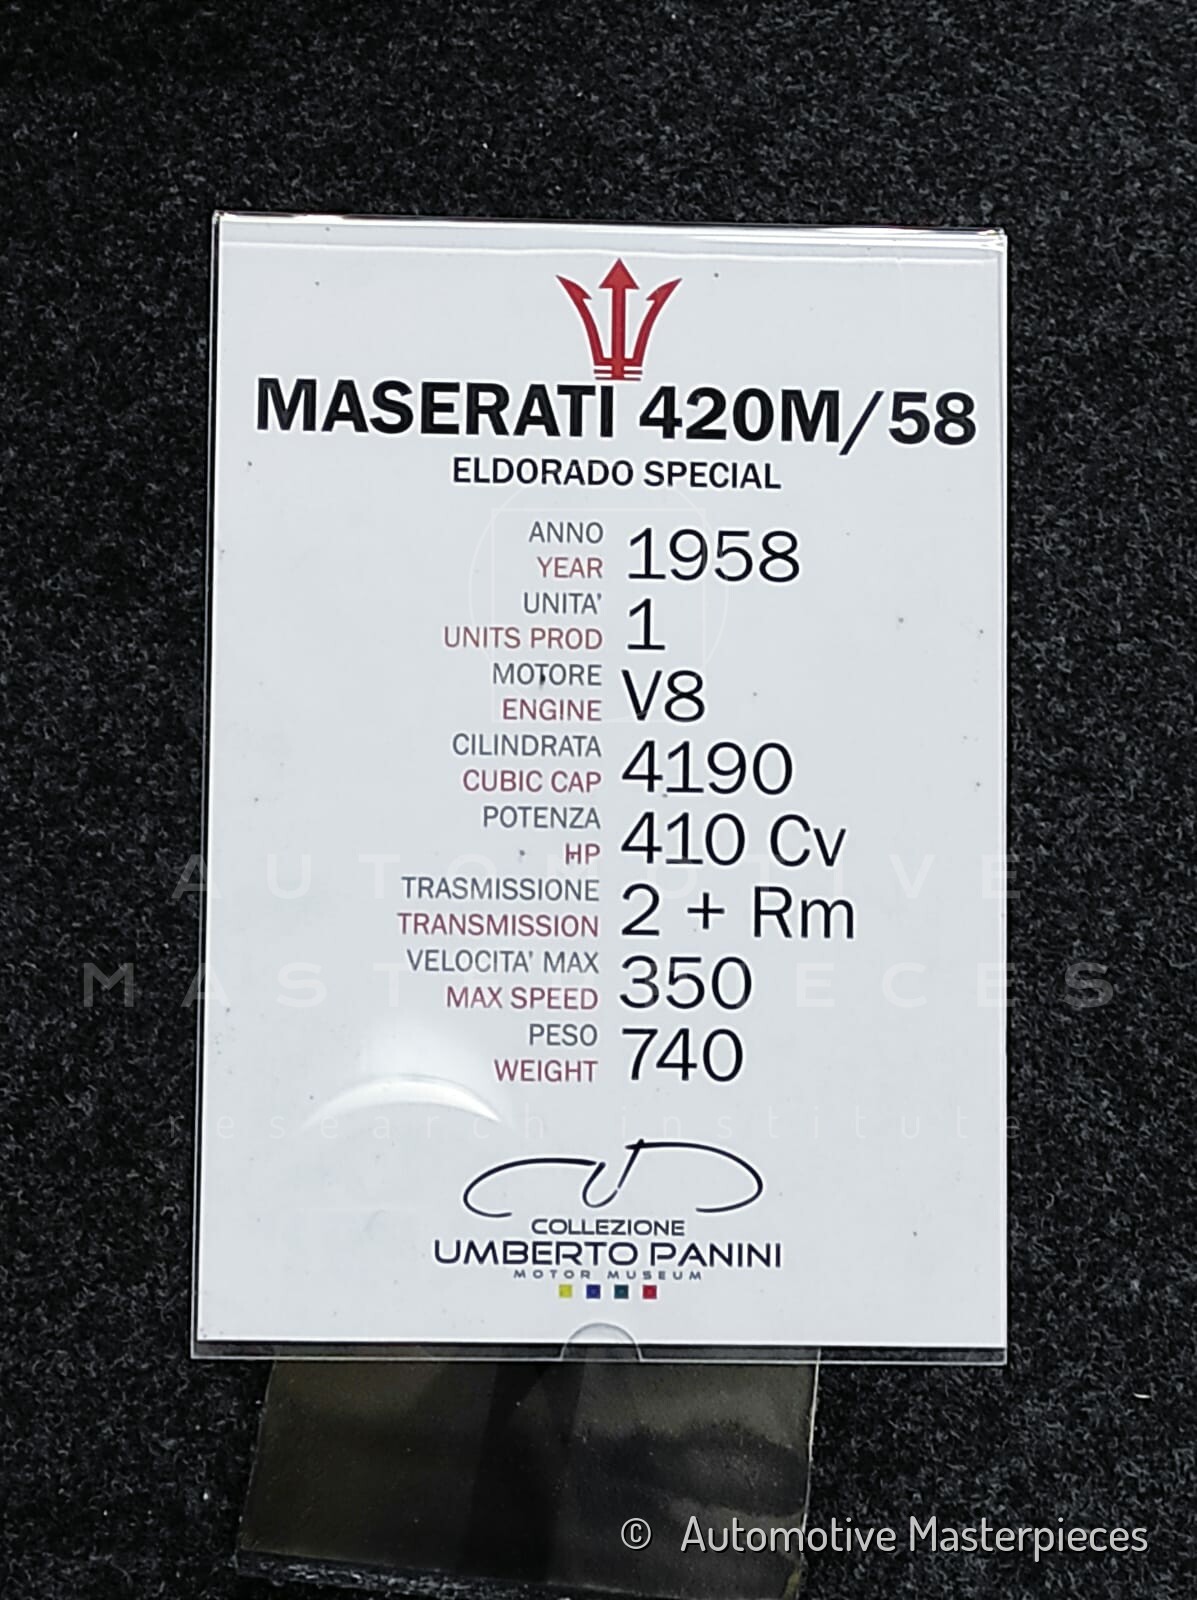 MASERATI 420M/58
ELDORADO SPECIAL
ANNO
YEAR
1958
UNITA'
UNITS PROD
1
MOTORE
ENGINE
V8
CILINDRATA
CUBIC CAP
4190
POTENZA
HP
410 Cv
TRASMISSIONE
TRANSMISSION
2 + Rm
VELOCITA' MAX
MAX SPEED
350
PESO
WEIGHT
740
AUTOMOTIVE
MASTERPIECES
research institute
COLLEZIONE
UMBERTO PANINI
MOTOR MUSEUM
© Automotive Masterpieces